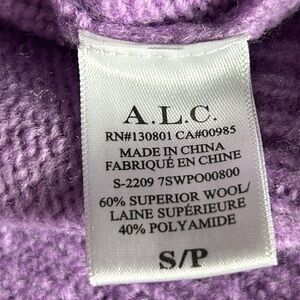 A.L.C.
RN#130801 CA#00985
MADE IN CHINA
FABRIQUÉ EN CHINE
S-2209 7SWPO00800
60% SUPERIOR WOOL/
LAINE SUPÉRIEURE
40% POLYAMIDE
S/P